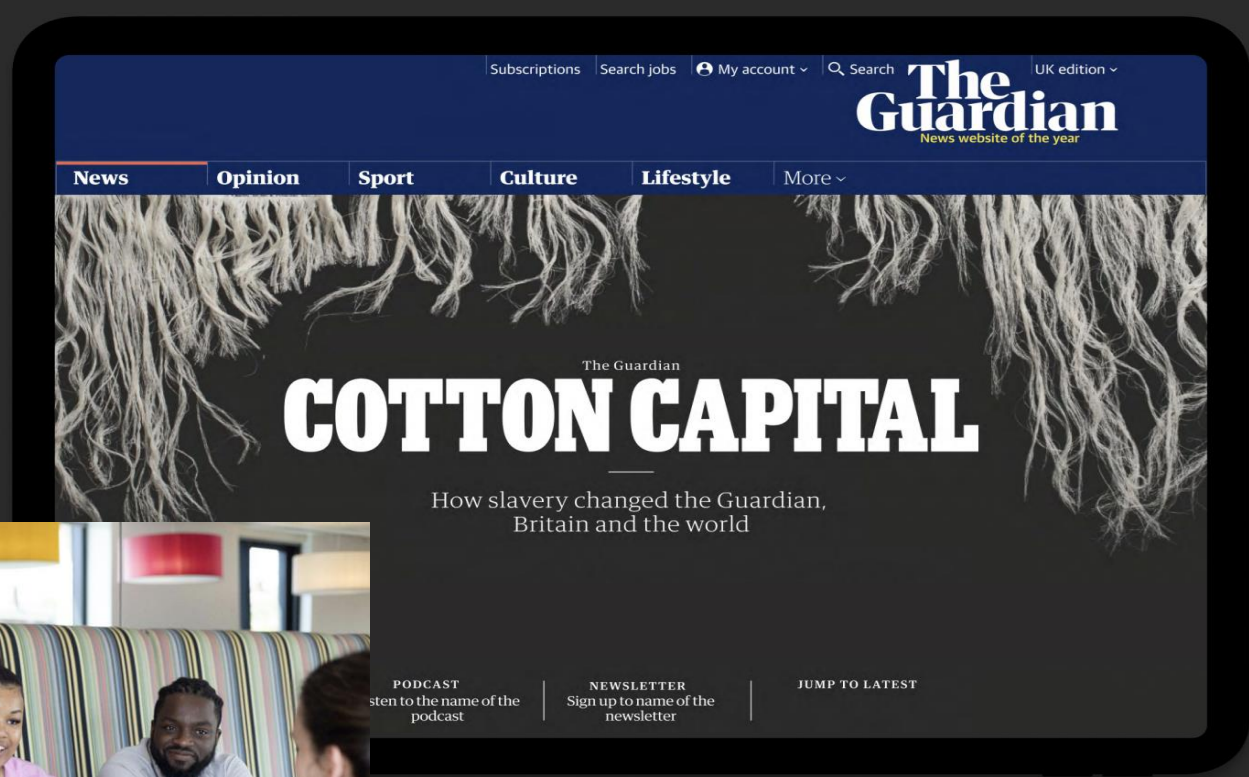 Subscriptions Search jobs My account Search UK edition
The
Guardian
News website of the year
News Opinion Sport Culture Lifestyle More
The Guardian
COTTON CAPITAL
How slavery changed the Guardian,
Britain and the world
PODCAST
sten to the name of the
podcast
NEWSLETTER
Sign up to name of the
newsletter
JUMP TO LATEST